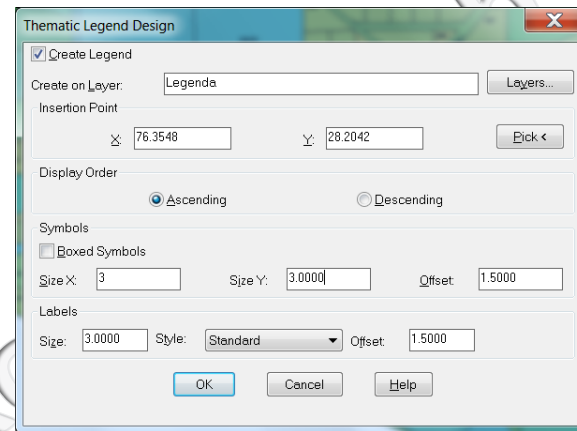 Thematic Legend Design
Create Legend
Create on Layer: Legenda Layers...
Insertion Point
X: 76.3548 Y: 28.2042 Pick <
Display Order
Ascending Descending
Symbols
Boxed Symbols
Size X: 3 Size Y: 3.0000 Offset: 1.5000
Labels
Size: 3.0000 Style: Standard Offset: 1.5000
OK Cancel Help